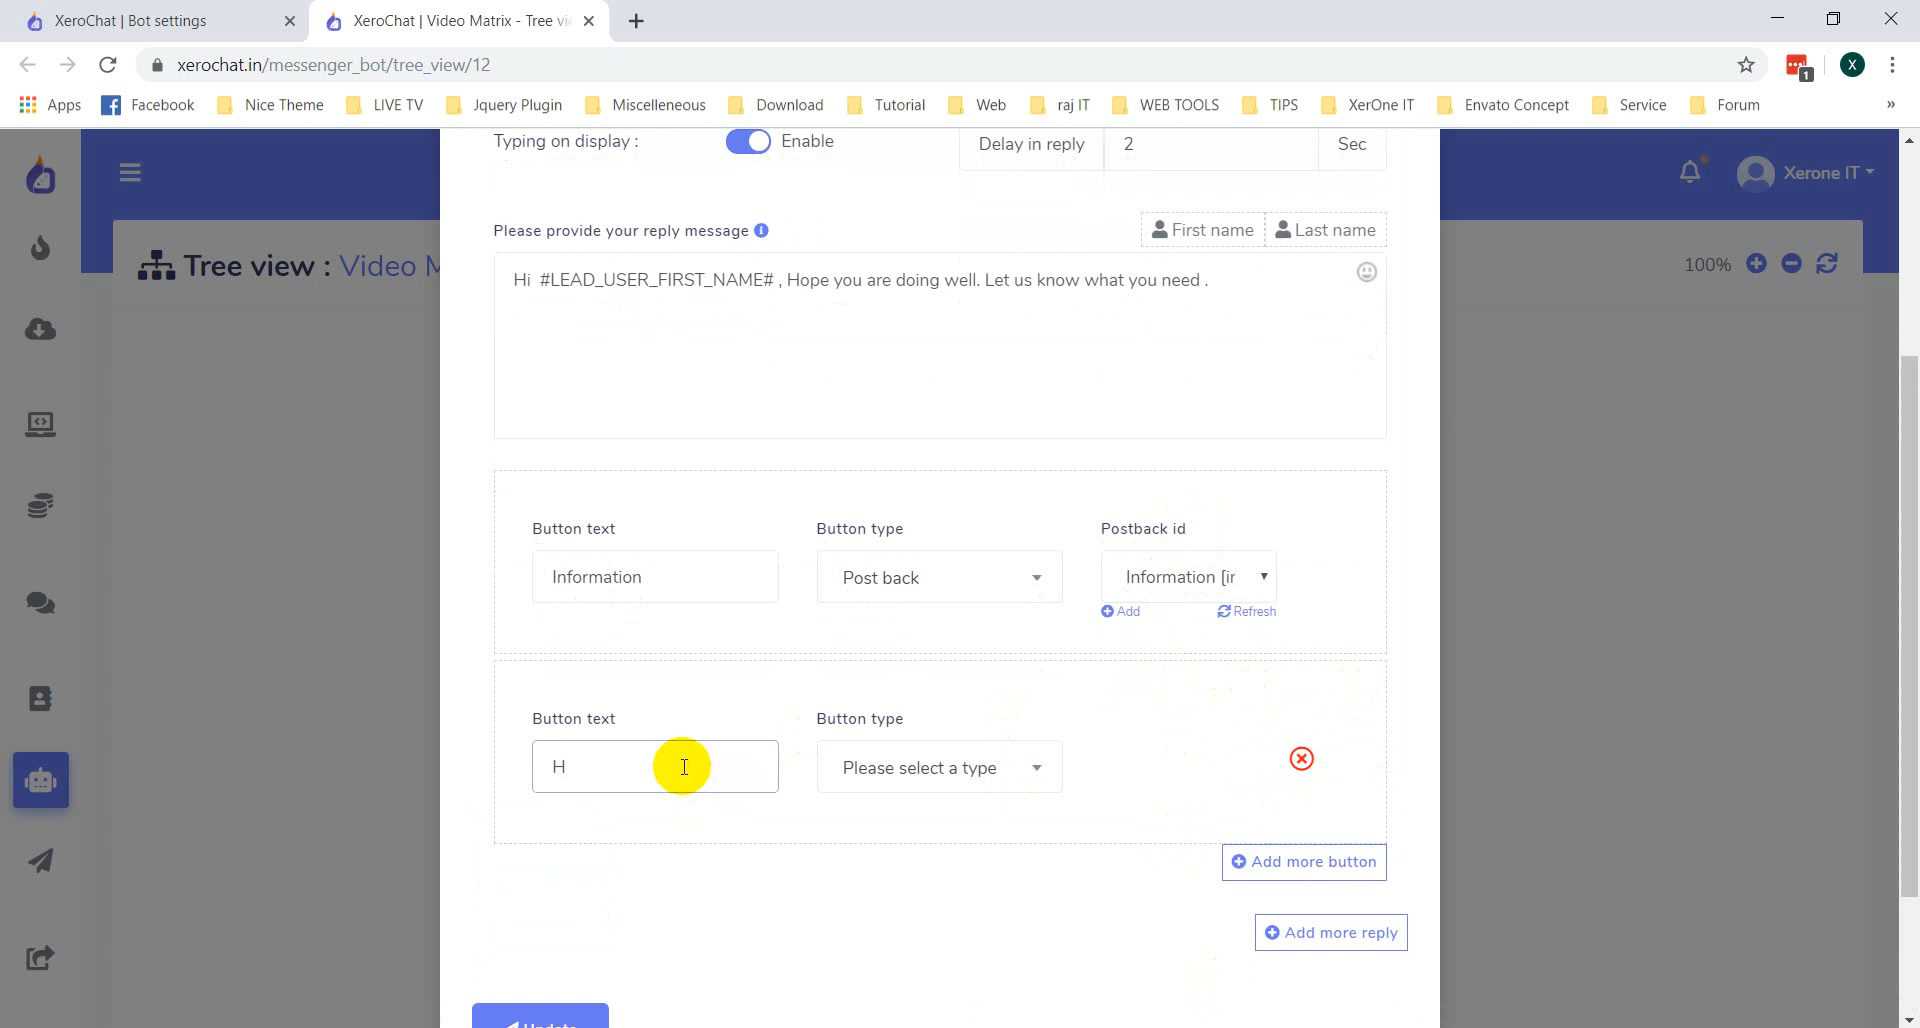 XeroChat | Bot settings
XeroChat | Video Matrix - Tree vi
xerochat.in/messenger_bot/tree_view/12
1
X
Apps
Facebook
Nice Theme
LIVE TV
Jquery Plugin
Miscelleneous
Download
Tutorial
Web
raj IT
WEB TOOLS
TIPS
XerOne IT
Envato Concept
Service
Forum
»
Typing on display :
Enable
Delay in reply
2
Sec
Xerone IT
Please provide your reply message
First name
Last name
Tree view : Video M
100%
Hi #LEAD_USER_FIRST_NAME# , Hope you are doing well. Let us know what you need .
Button text
Button type
Postback id
Information
Post back
Information [ir
Add
Refresh
Button text
Button type
H
Please select a type
Add more button
Add more reply
Update